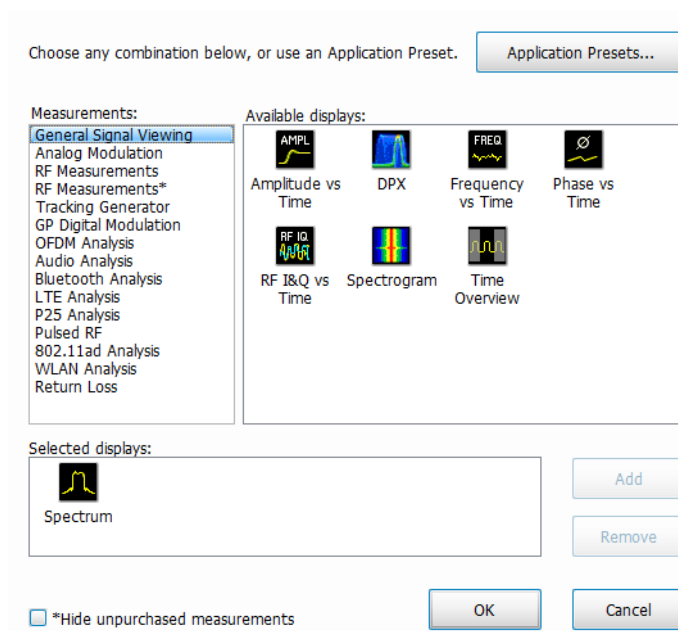 Choose any combination below, or use an Application Preset.
Application Presets...
Measurements:
General Signal Viewing
Analog Modulation
RF Measurements
RF Measurements*
Tracking Generator
GP Digital Modulation
OFDM Analysis
Audio Analysis
Bluetooth Analysis
LTE Analysis
P25 Analysis
Pulsed RF
802.11ad Analysis
WLAN Analysis
Return Loss
Available displays:
AMPL
Amplitude vs
Time
DPX
FREQ
Frequency
vs Time
Ø
Phase vs
Time
RF IQ
RF I&Q vs
Time
Spectrogram
Time
Overview
Selected displays:
Spectrum
Add
Remove
*Hide unpurchased measurements
OK
Cancel